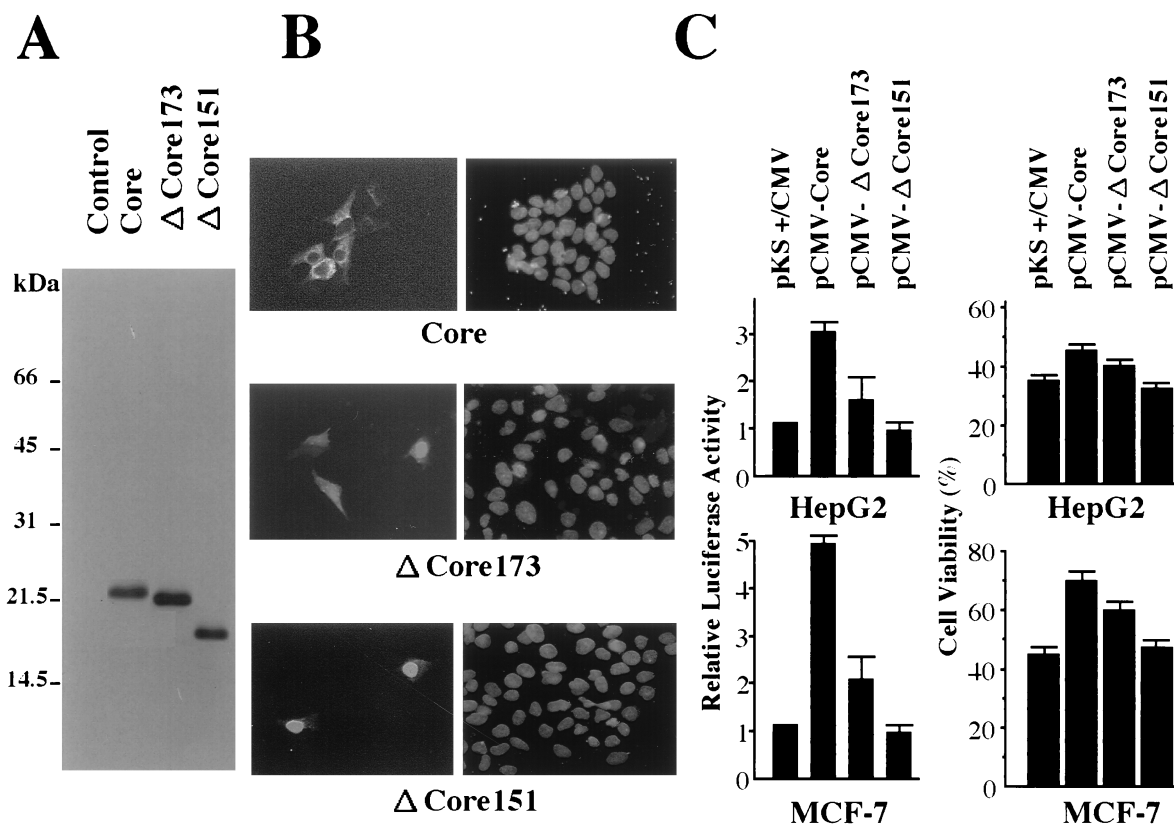 A
B
C
Control
Core
Δ Core173
Δ Core151
kDa
66
45
31
21.5
14.5
Core
Δ Core173
Δ Core151
pKS +/CMV
pCMV-Core
pCMV- Δ Core173
pCMV- Δ Core151
Relative Luciferase Activity
3
2
1
0
HepG2
5
4
3
2
1
0
MCF-7
pKS +/CMV
pCMV-Core
pCMV- Δ Core173
pCMV- Δ Core151
Cell Viability (%)
60
40
20
0
HepG2
80
60
40
20
0
MCF-7